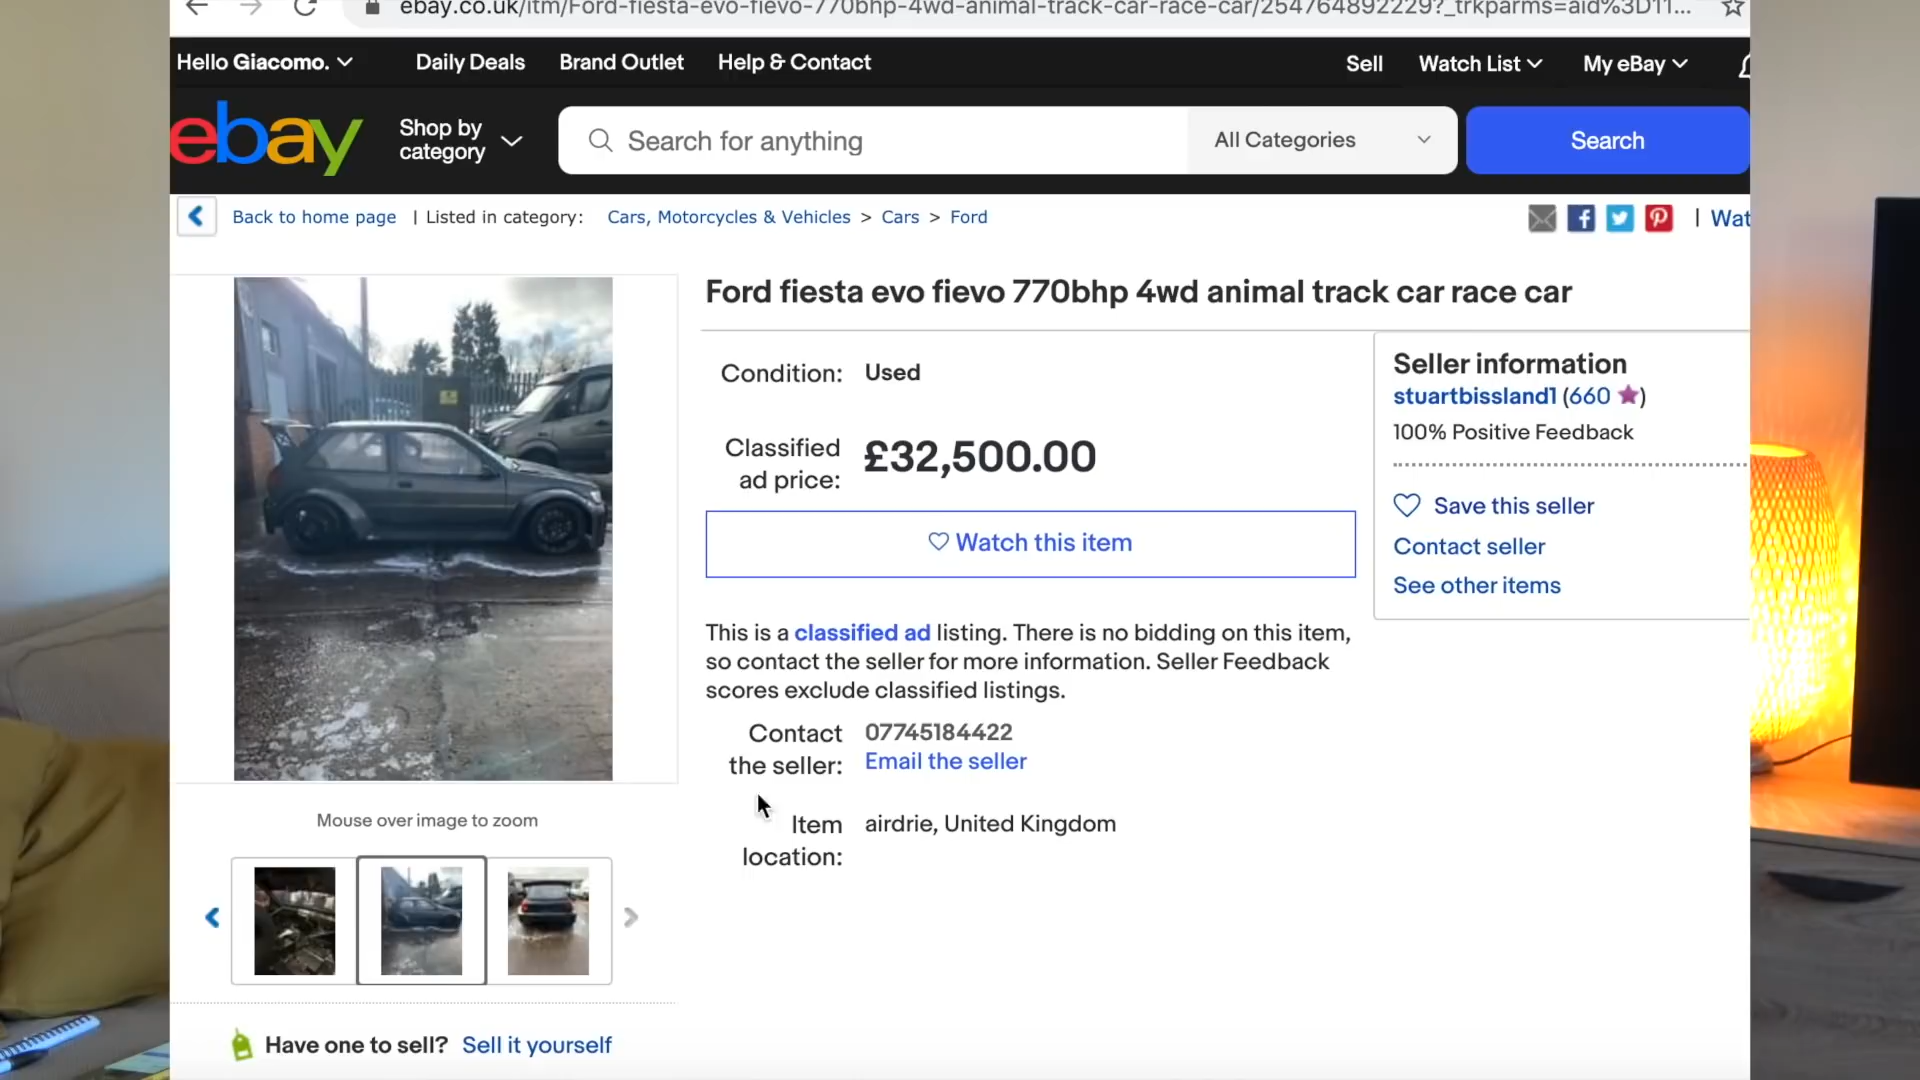 ebay.co.uk/itm/Ford-fiesta-evo-fievo-770bhp-4wd-animal-track-car-race-car/254764892229?_trkparms=aid%3D11...
Hello Giacomo.
Daily Deals
Brand Outlet
Help & Contact
Sell
Watch List
My eBay
ebay
Shop by
category
Search for anything
All Categories
Search
Back to home page | Listed in category: Cars, Motorcycles & Vehicles > Cars > Ford
| Wat
Ford fiesta evo fievo 770bhp 4wd animal track car race car
Condition: Used
Classified
ad price: £32,500.00
Watch this item
This is a classified ad listing. There is no bidding on this item,
so contact the seller for more information. Seller Feedback
scores exclude classified listings.
Contact
the seller:
07745184422
Email the seller
Item
location:
airdrie, United Kingdom
Seller information
stuartbissland1 (660)
100% Positive Feedback
Save this seller
Contact seller
See other items
Mouse over image to zoom
Have one to sell? Sell it yourself